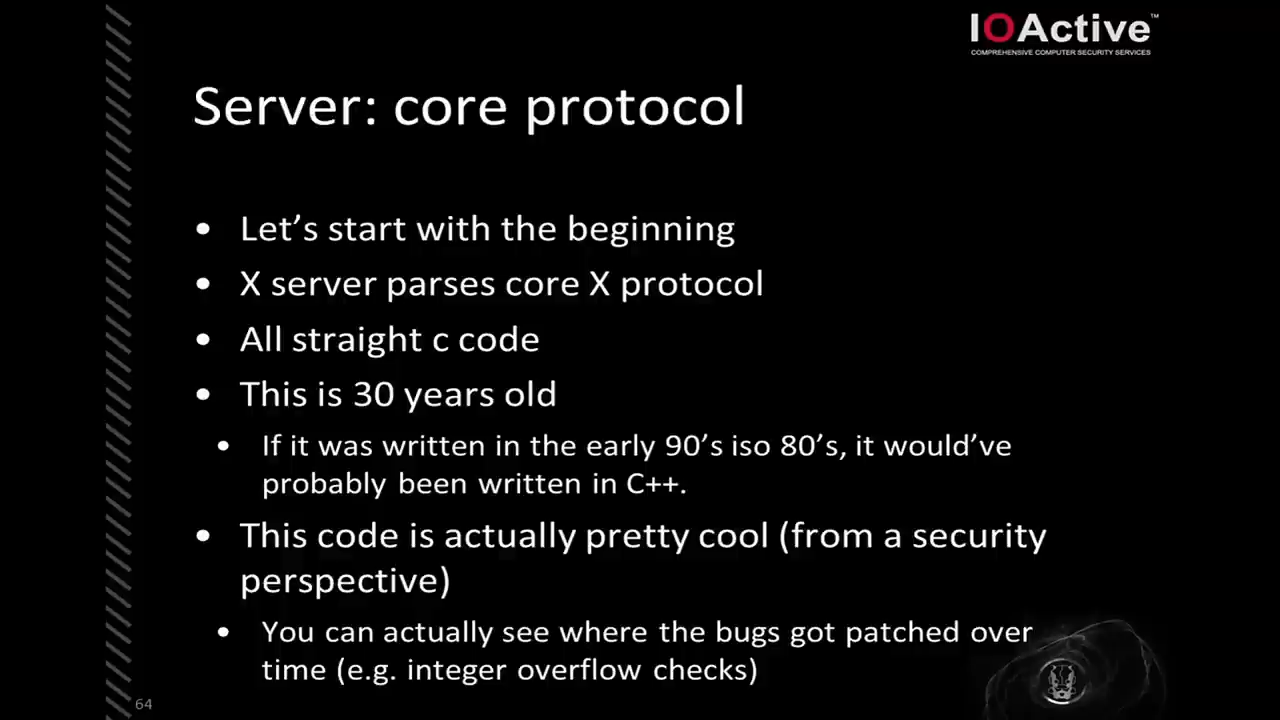 IOActive™
COMPREHENSIVE COMPUTER SECURITY SERVICES
Server: core protocol
• Let’s start with the beginning
• X server parses core X protocol
• All straight c code
• This is 30 years old
• If it was written in the early 90’s iso 80’s, it would’ve
probably been written in C++.
• This code is actually pretty cool (from a security
perspective)
• You can actually see where the bugs got patched over
time (e.g. integer overflow checks)
64